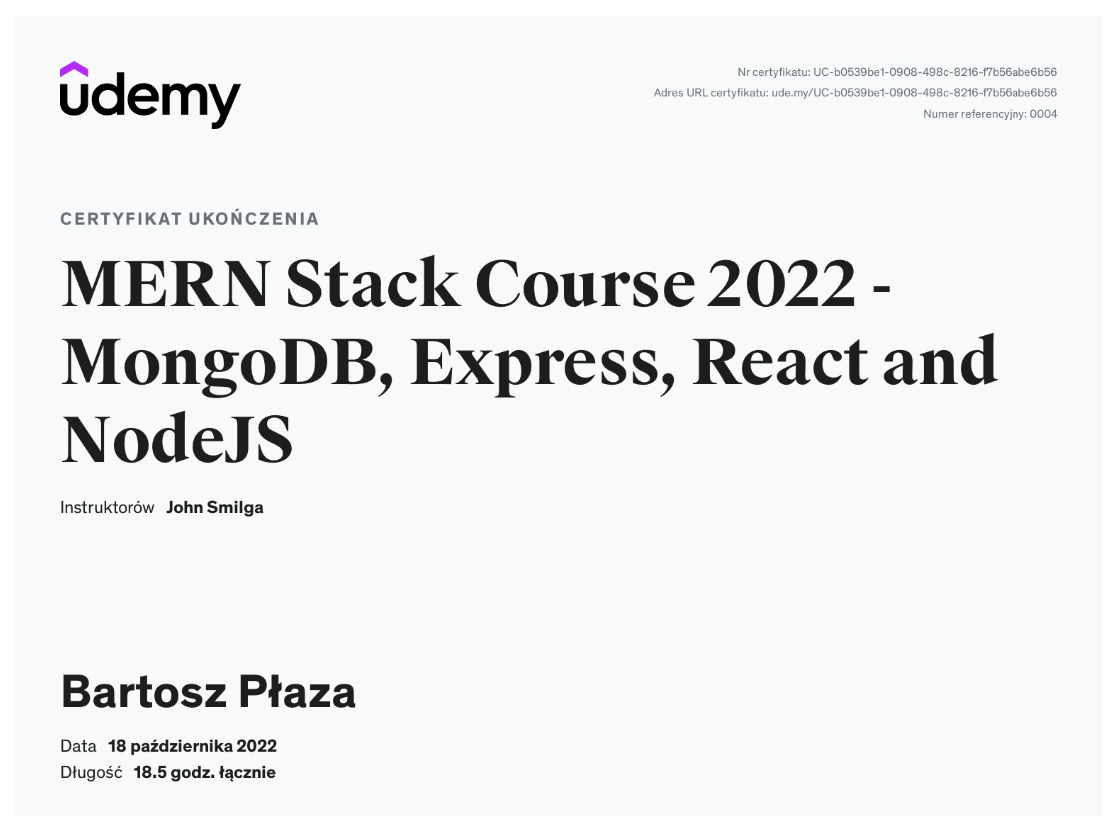 udemy
Nr certyfikatu: UC-b0539be1-0908-498c-8216-f7b56abe6b56
Adres URL certyfikatu: ude.my/UC-b0539be1-0908-498c-8216-f7b56abe6b56
Numer referencyjny: 0004
CERTYFIKAT UKOŃCZENIA
MERN Stack Course 2022 -
MongoDB, Express, React and
NodeJS
Instruktorów John Smilga
Bartosz Płaza
Data 18 października 2022
Długość 18.5 godz. łącznie